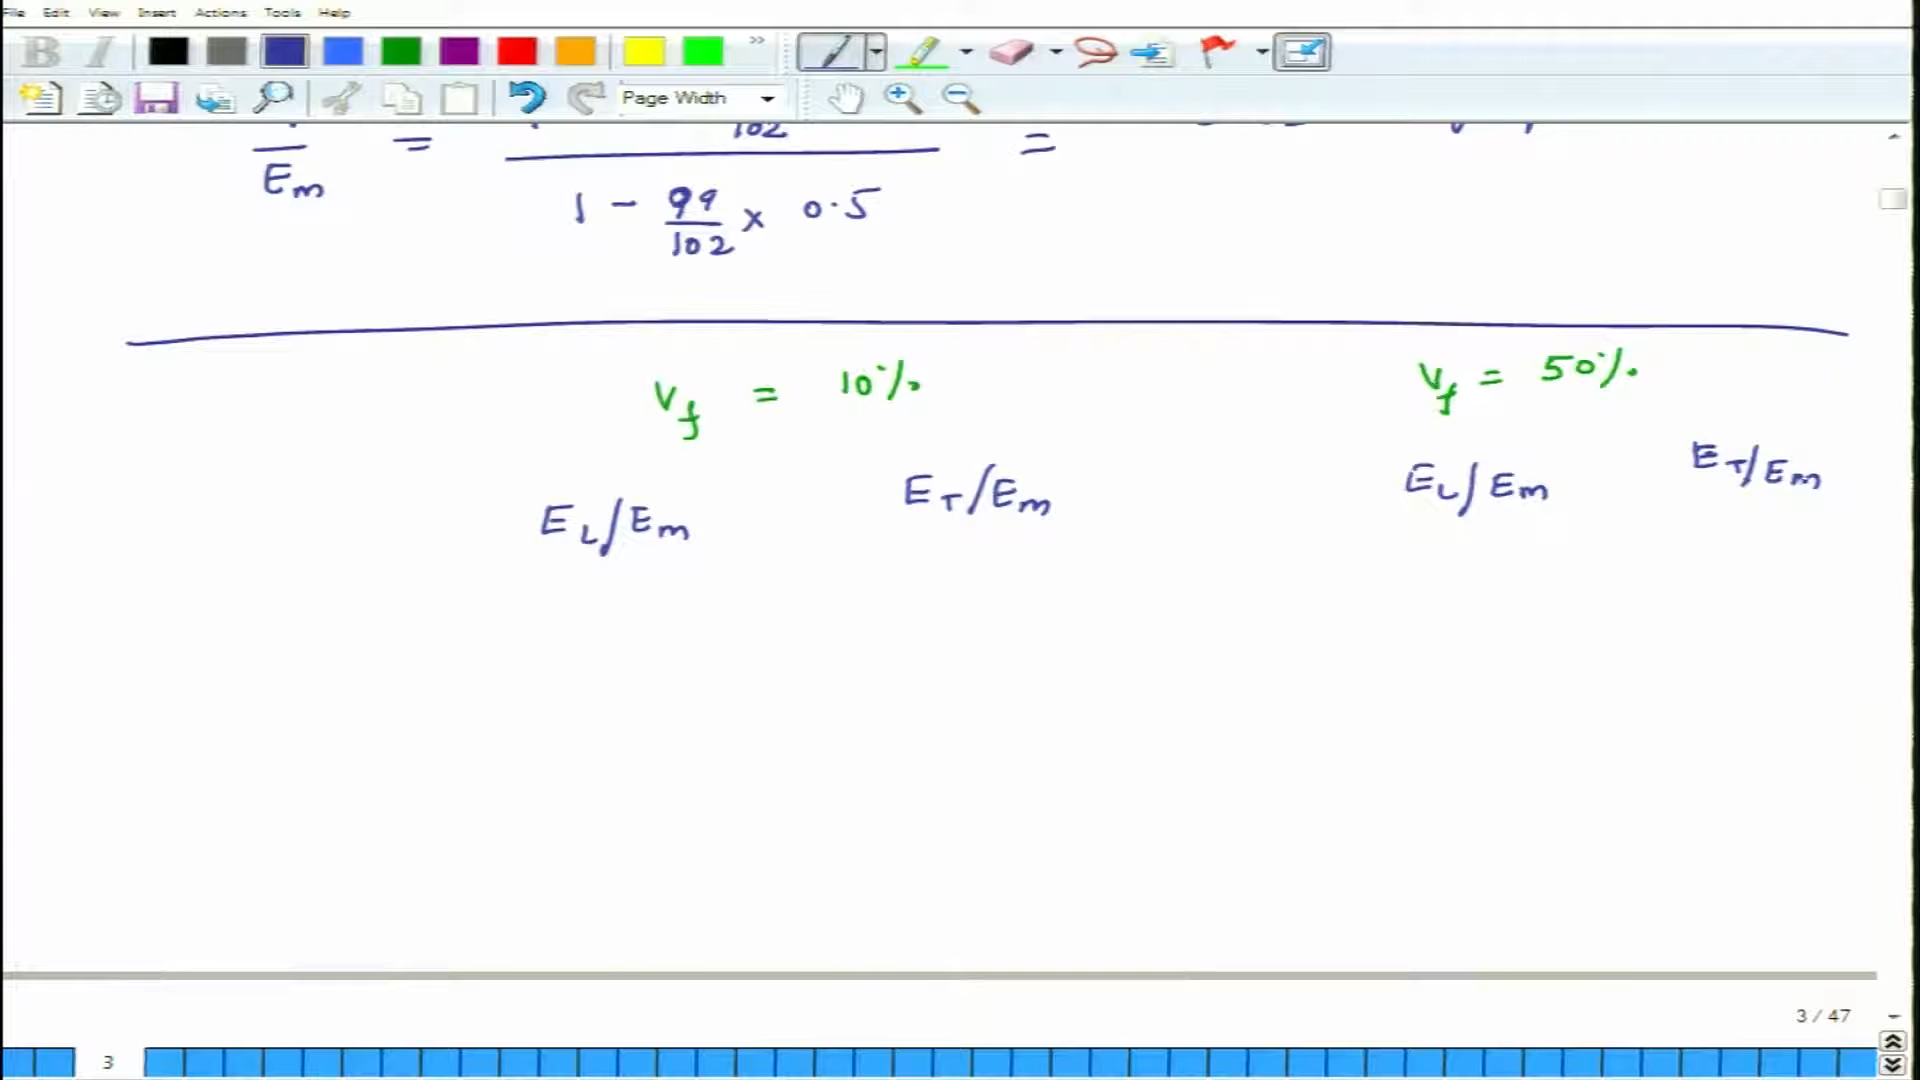 File Edit View Insert Actions Tools Help
B I
Page Width
102
Em = =
1 - 99/102 x 0.5
Vf = 10% Vf = 50%
EL/Em ET/Em EL/Em ET/Em
3 / 47
3